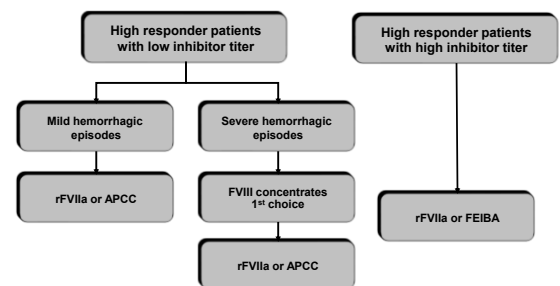 High responder patients
with low inhibitor titer
High responder patients
with high inhibitor titer
Mild hemorrhagic
episodes
Severe hemorrhagic
episodes
rFVIIa or APCC
FVIII concentrates
1st choice
rFVIIa or FEIBA
rFVIIa or APCC